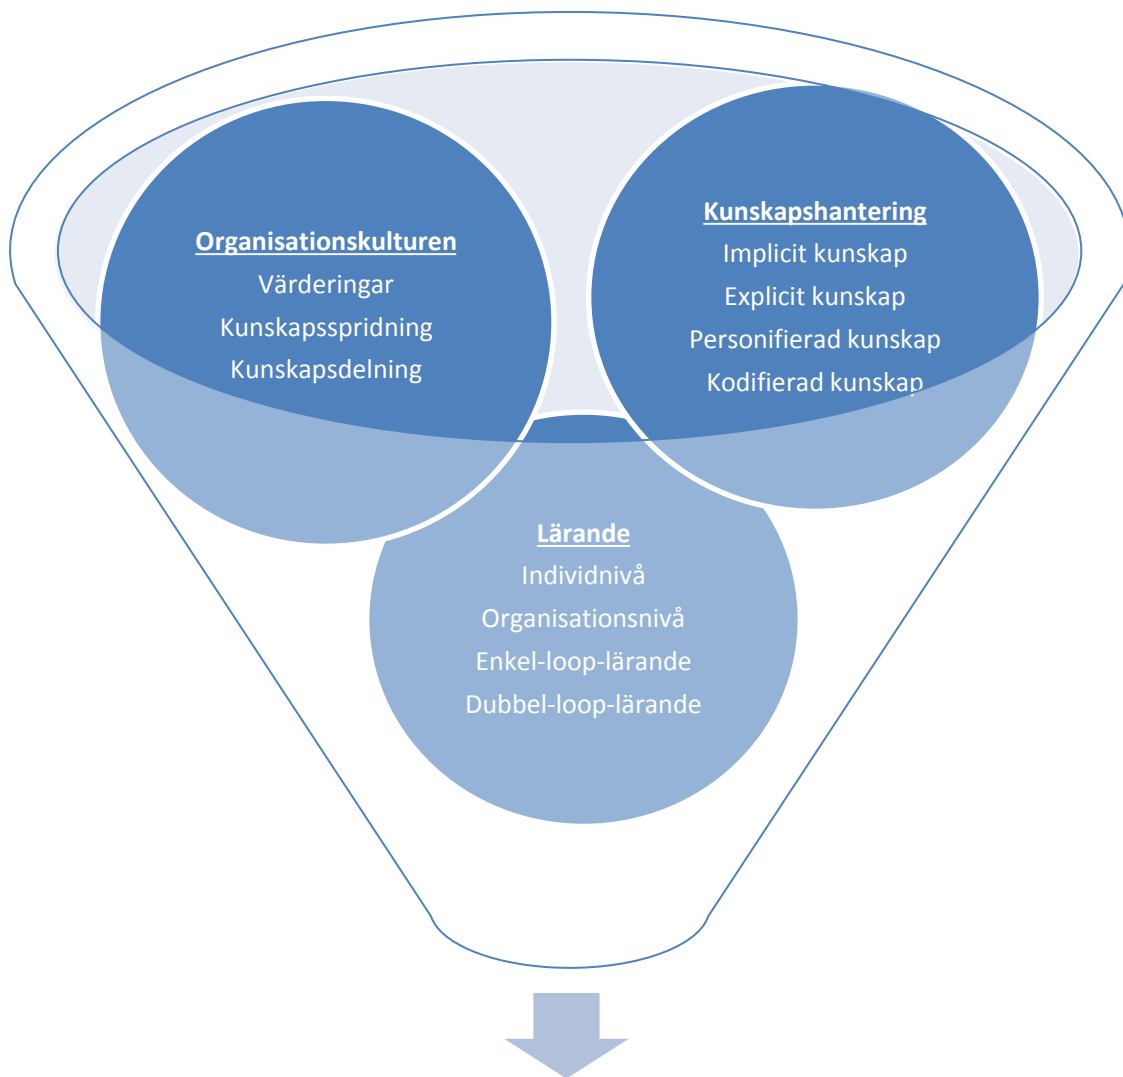 Organisationskulturen
Värderingar
Kunskapsspridning
Kunskapsdelning
Kunskapshantering
Implicit kunskap
Explicit kunskap
Personifierad kunskap
Kodifierad kunskap
Lärande
Individnivå
Organisationsnivå
Enkel-loop-lärande
Dubbel-loop-lärande